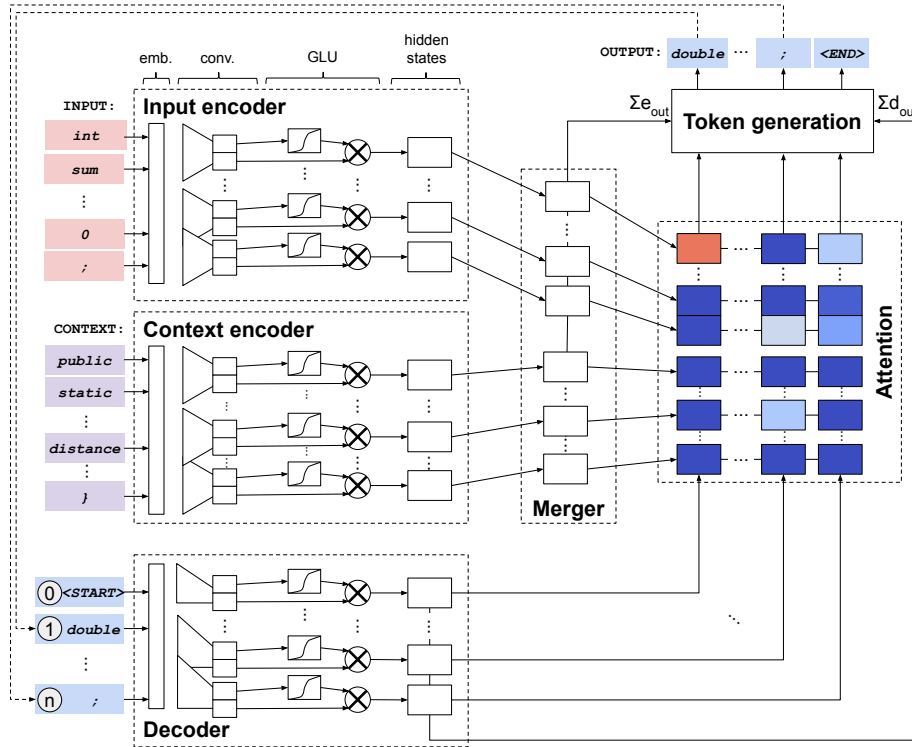 hidden
states
emb.
conv.
GLU
OUTPUT:
double
...
;
<END>
INPUT:
Input encoder
Σe_out
Token generation
Σd_ou
int
sum
0
;
CONTEXT:
Context encoder
public
static
distance
}
Attention
Merger
0 <START>
1 double
n ;
Decoder